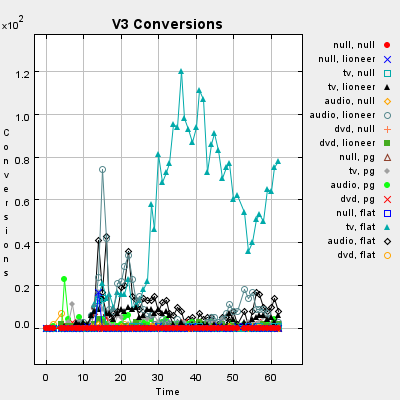 V3 Conversions
x10²
1.2
1.0
0.8
0.6
0.4
0.2
0.0
Conversions
0 10 20 30 40 50 60
Time
null, null
null, lioneer
tv, null
tv, lioneer
audio, null
audio, lioneer
dvd, null
dvd, lioneer
null, pg
tv, pg
audio, pg
dvd, pg
null, flat
tv, flat
audio, flat
dvd, flat